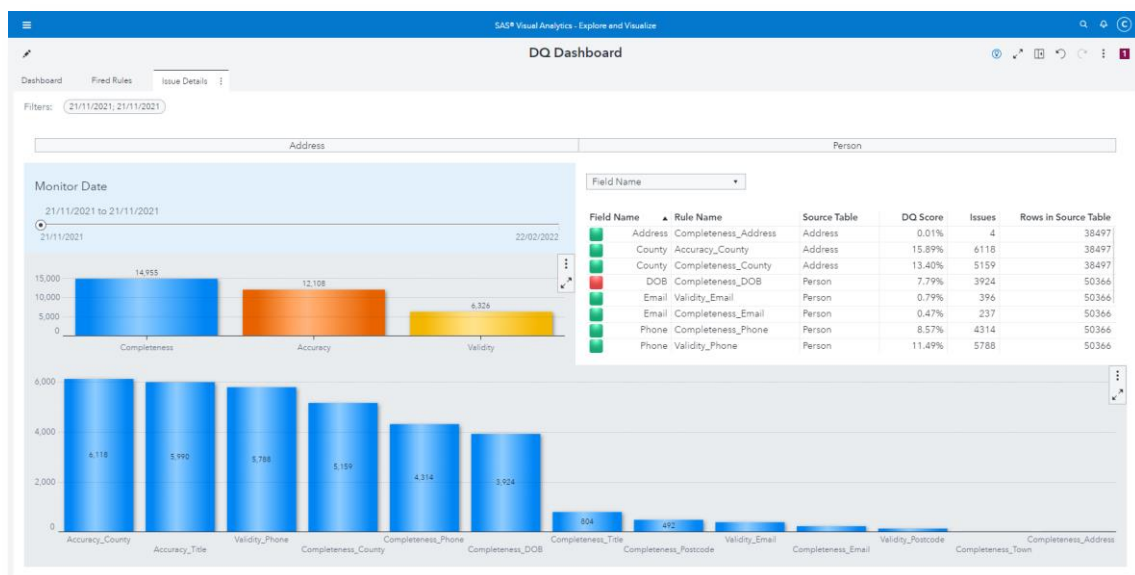 SAS® Visual Analytics - Explore and Visualize
C
DQ Dashboard
1
Dashboard Fired Rules Issue Details
Filters: 21/11/2021; 21/11/2021
Address Person
Monitor Date
21/11/2021 to 21/11/2021
21/11/2021 22/02/2022
Field Name
Field Name Rule Name Source Table DQ Score Issues Rows in Source Table
Address Completeness_Address Address 0.01% 4 38497
County Accuracy_County Address 15.89% 6118 38497
County Completeness_County Address 13.40% 5159 38497
DOB Completeness_DOB Person 7.79% 3924 50366
Email Validity_Email Person 0.79% 396 50366
Email Completeness_Email Person 0.47% 237 50366
Phone Completeness_Phone Person 8.57% 4314 50366
Phone Validity_Phone Person 11.49% 5788 50366
14,955
15,000
12,108
10,000
6,326
5,000
0
Completeness Accuracy Validity
6,000
4,000
2,000
0
6,118 5,990 5,788 5,159 4,314 3,924 804 492
Accuracy_County Validity_Phone Completeness_Phone Completeness_Title Validity_Email Validity_Postcode Completeness_Address
Accuracy_Title Completeness_County Completeness_DOB Completeness_Postcode Completeness_Email Completeness_Town